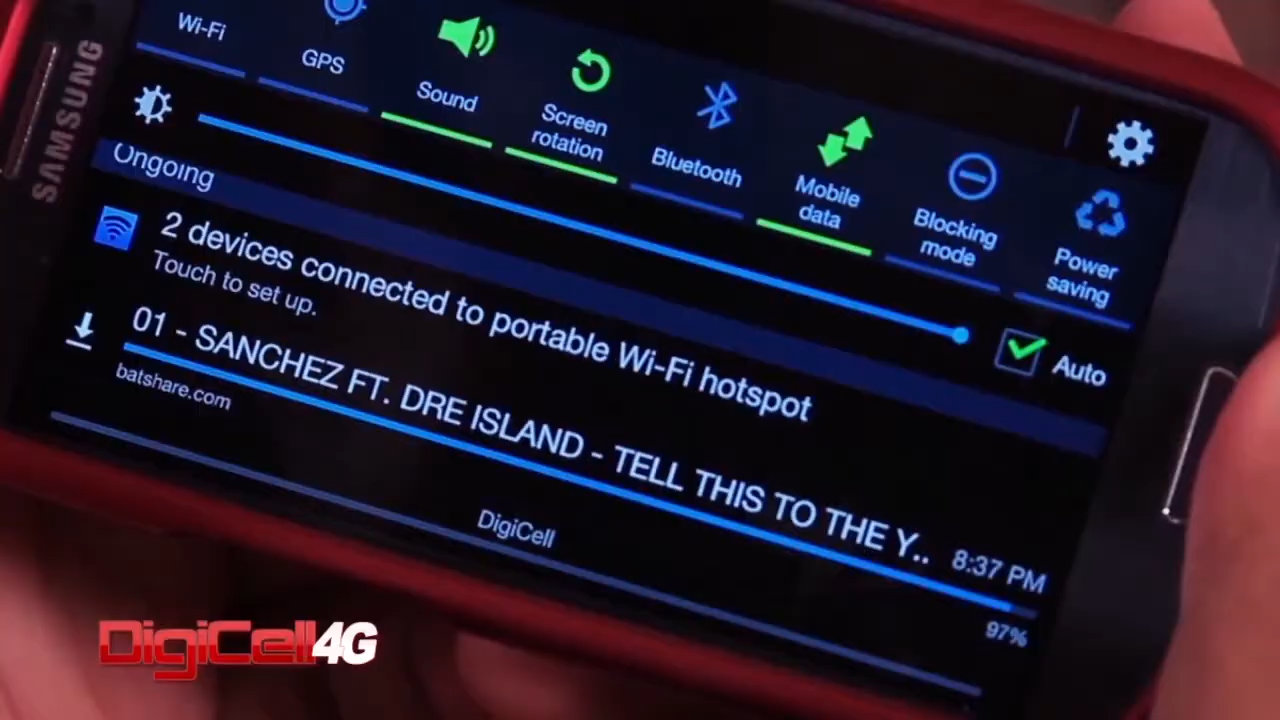 SAMSUNG
Wi-Fi
GPS
Sound
Screen
rotation
Bluetooth
Mobile
data
Blocking
mode
Power
saving
Auto
Ongoing
2 devices connected to portable Wi-Fi hotspot
Touch to set up.
01 - SANCHEZ FT. DRE ISLAND - TELL THIS TO THE Y..
8:37 PM
batshare.com
97%
DigiCell
DigiCell4G